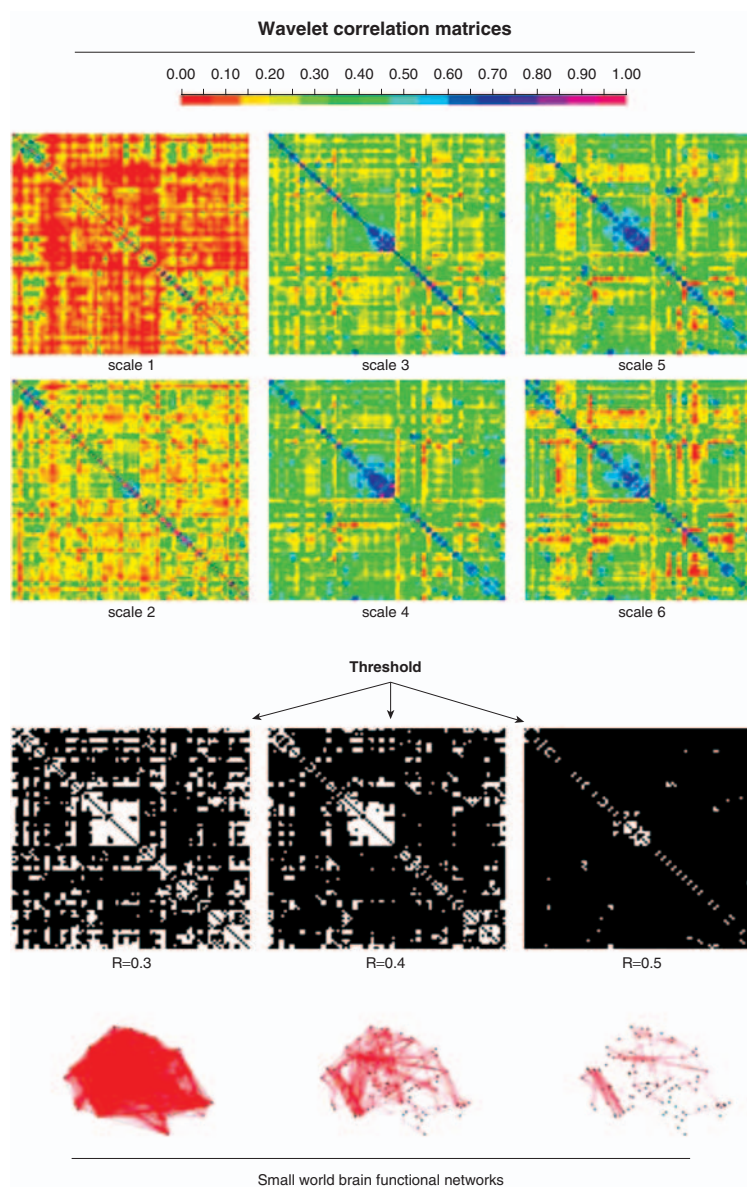 Wavelet correlation matrices
0.00 0.10 0.20 0.30 0.40 0.50 0.60 0.70 0.80 0.90 1.00
scale 1 scale 3 scale 5
scale 2 scale 4 scale 6
Threshold
R=0.3 R=0.4 R=0.5
Small world brain functional networks